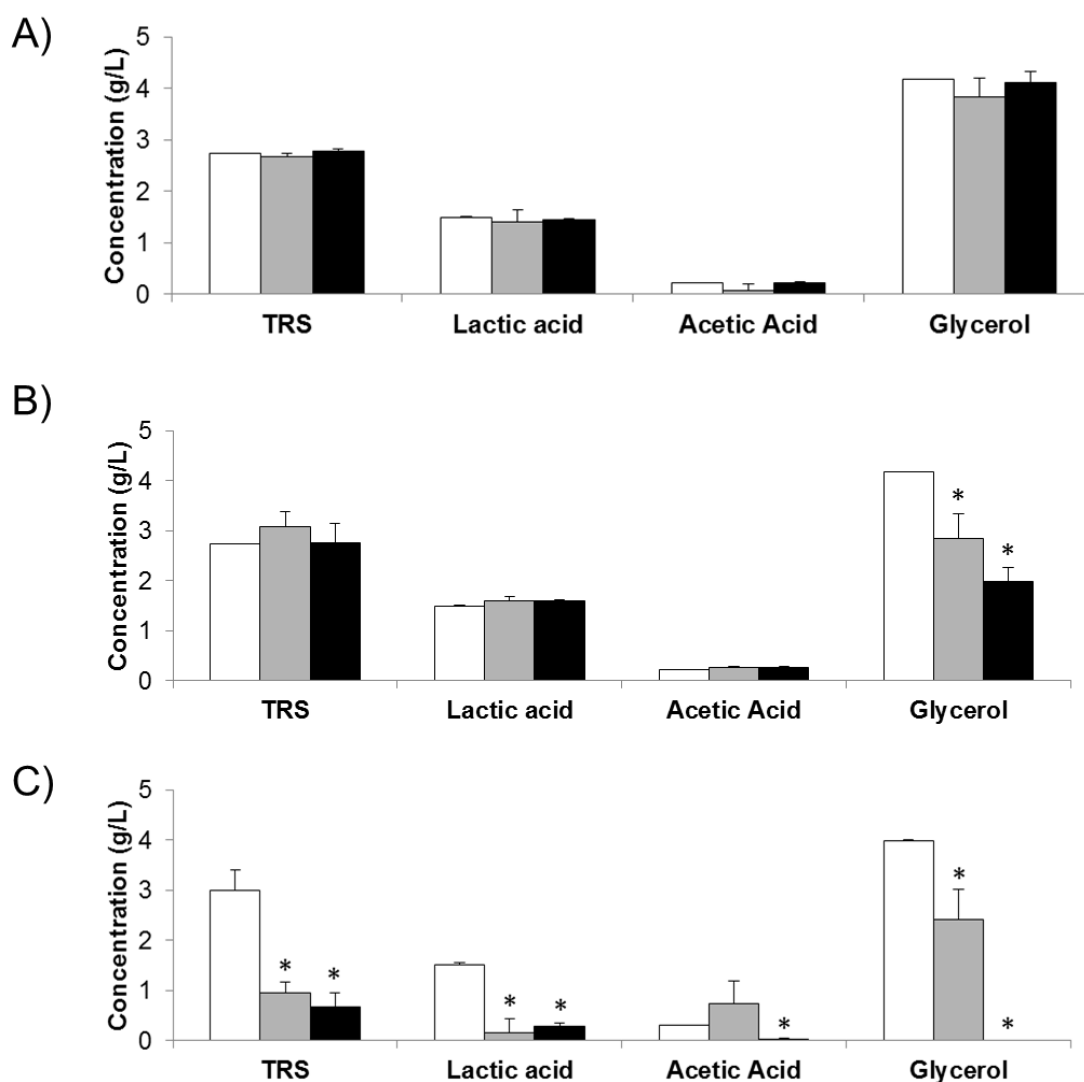 A)
Concentration (g/L)
5
4
3
2
1
0
TRS Lactic acid Acetic Acid Glycerol
B)
Concentration (g/L)
5
4
3
2
1
0
* *
TRS Lactic acid Acetic Acid Glycerol
C)
Concentration (g/L)
5
4
3
2
1
0
* * * * * * *
TRS Lactic acid Acetic Acid Glycerol